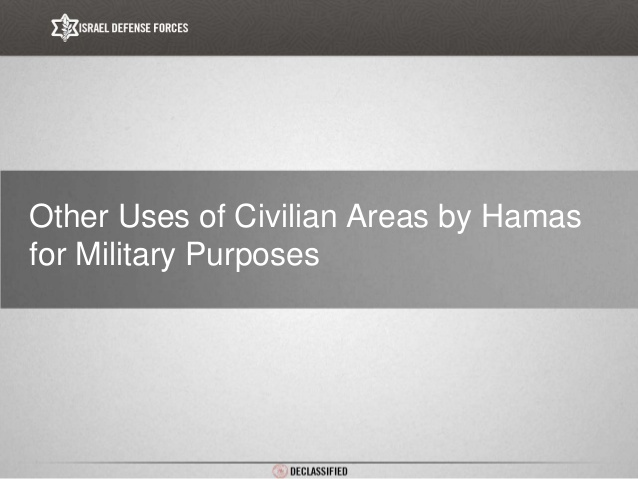 ISRAEL DEFENSE FORCES
Other Uses of Civilian Areas by Hamas
for Military Purposes
DECLASSIFIED